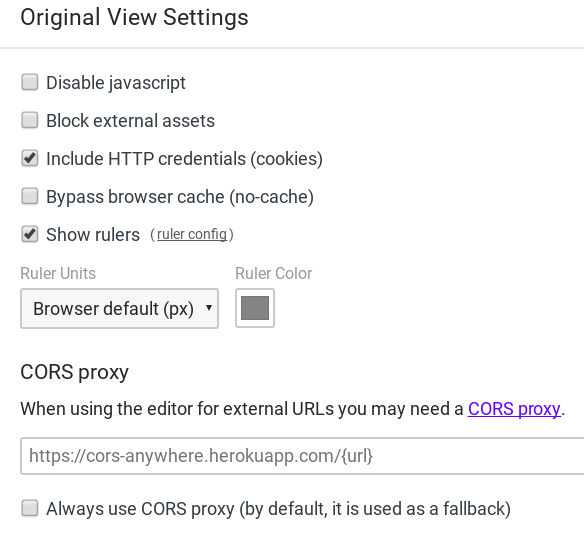 Original View Settings
Disable javascript
Block external assets
Include HTTP credentials (cookies)
Bypass browser cache (no-cache)
Show rulers (ruler config)
Ruler Units Ruler Color
Browser default (px)
CORS proxy
When using the editor for external URLs you may need a CORS proxy.
https://cors-anywhere.herokuapp.com/{url}
Always use CORS proxy (by default, it is used as a fallback)